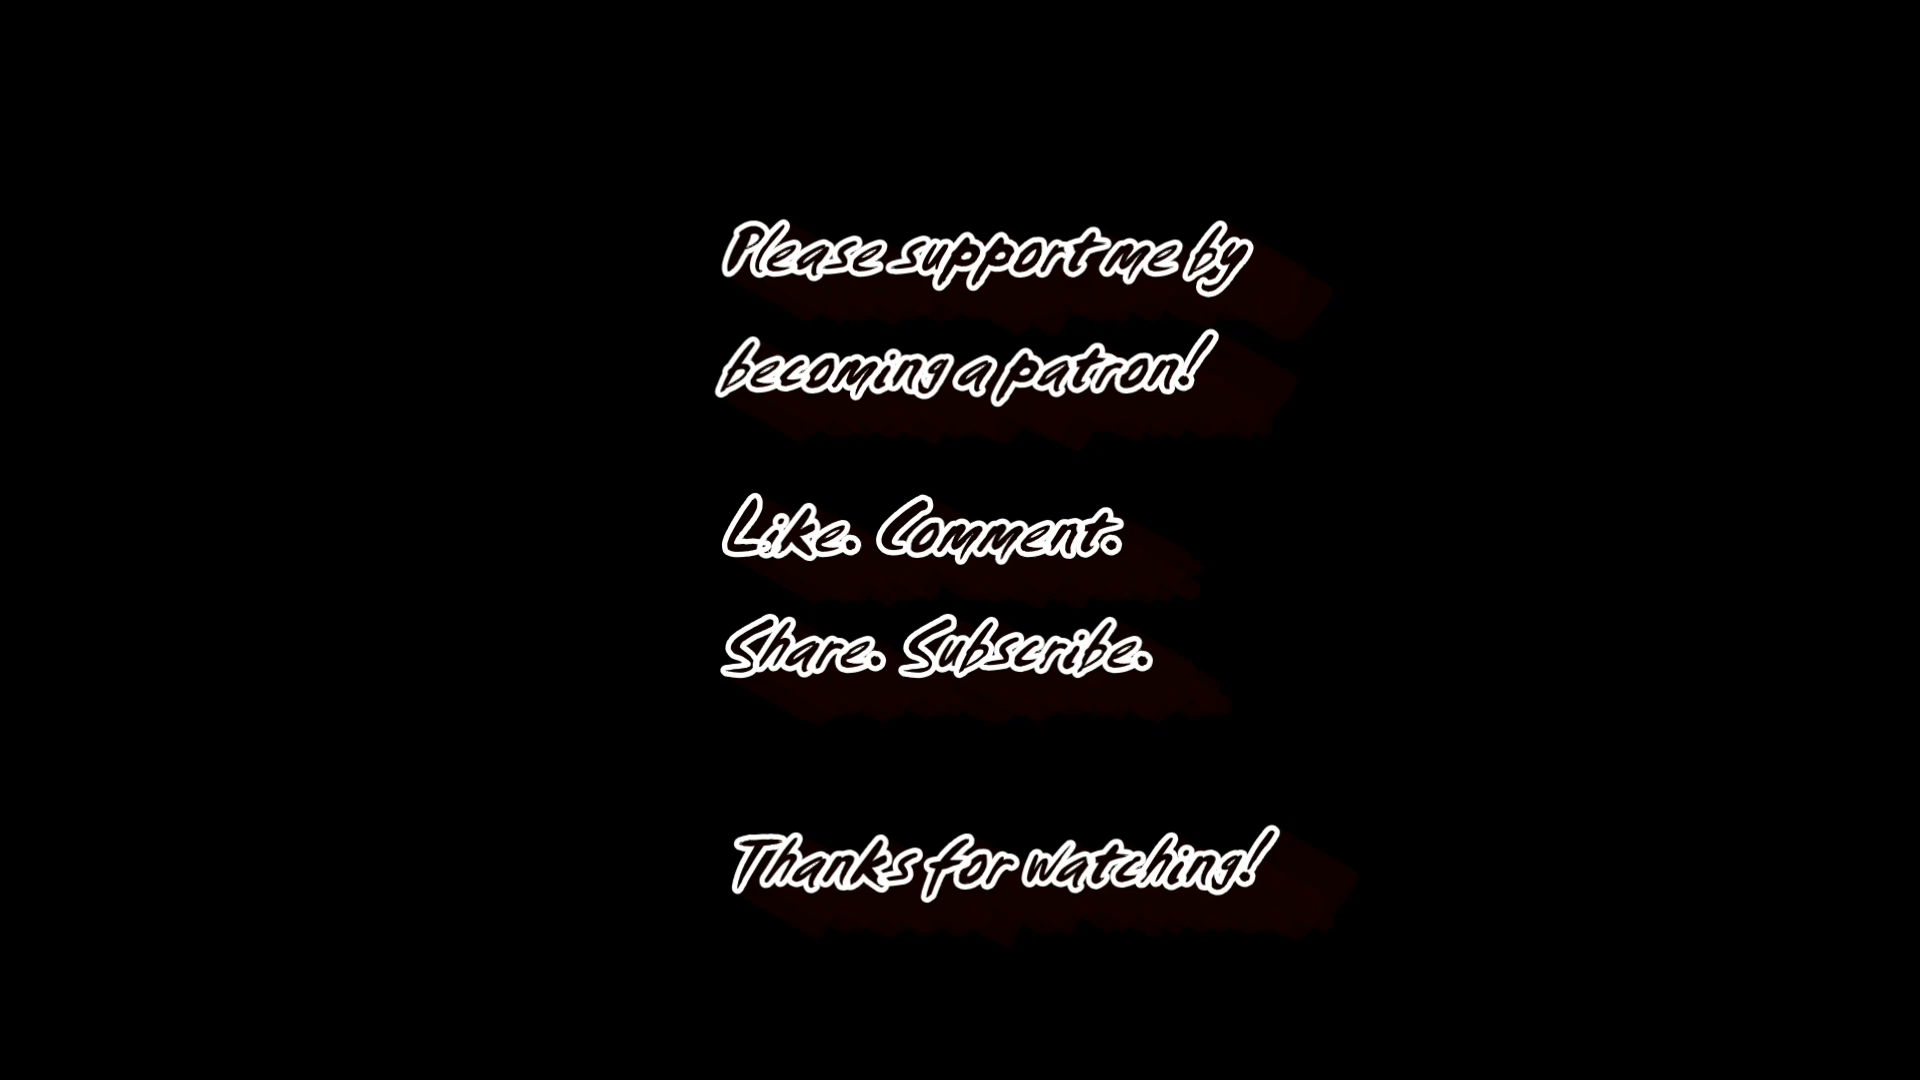 Please support me by
becoming a patron!
Like. Comment.
Share. Subscribe.
Thanks for watching!